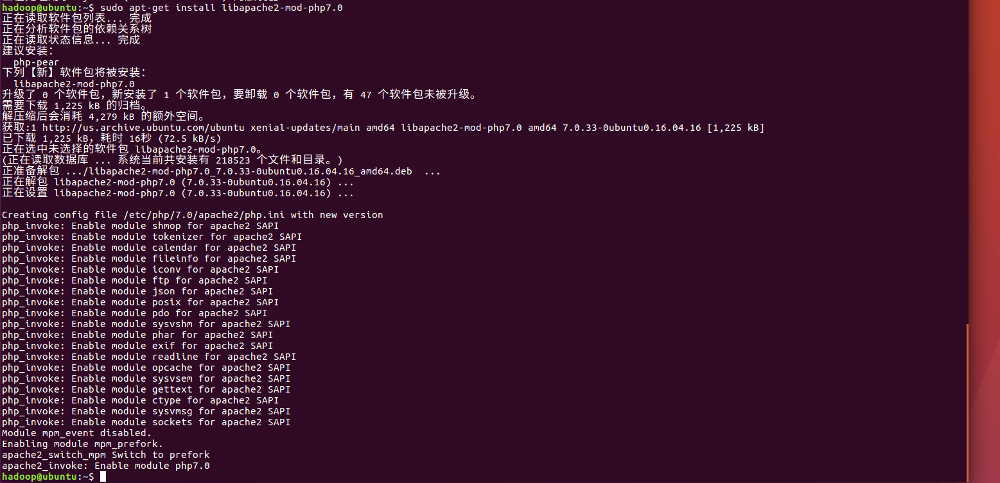 hadoop@ubuntu:~$ sudo apt-get install libapache2-mod-php7.0
正在读取软件包列表... 完成
正在分析软件包的依赖关系树
正在读取状态信息... 完成
建议安装：
  php-pear
下列【新】软件包将被安装：
  libapache2-mod-php7.0
升级了 0 个软件包，新安装了 1 个软件包，要卸载 0 个软件包，有 47 个软件包未被升级。
需要下载 1,225 kB 的归档。
解压缩后会消耗 4,279 kB 的额外空间。
获取:1 http://us.archive.ubuntu.com/ubuntu xenial-updates/main amd64 libapache2-mod-php7.0 amd64 7.0.33-0ubuntu0.16.04.16 [1,225 kB]
已下载 1,225 kB，耗时 16秒 (72.5 kB/s)
正在选中未选择的软件包 libapache2-mod-php7.0。
(正在读取数据库 ... 系统当前共安装有 218523 个文件和目录。)
正准备解包 .../libapache2-mod-php7.0_7.0.33-0ubuntu0.16.04.16_amd64.deb  ...
正在解包 libapache2-mod-php7.0 (7.0.33-0ubuntu0.16.04.16) ...
正在设置 libapache2-mod-php7.0 (7.0.33-0ubuntu0.16.04.16) ...

Creating config file /etc/php/7.0/apache2/php.ini with new version
php_invoke: Enable module shmop for apache2 SAPI
php_invoke: Enable module tokenizer for apache2 SAPI
php_invoke: Enable module calendar for apache2 SAPI
php_invoke: Enable module fileinfo for apache2 SAPI
php_invoke: Enable module iconv for apache2 SAPI
php_invoke: Enable module ftp for apache2 SAPI
php_invoke: Enable module json for apache2 SAPI
php_invoke: Enable module posix for apache2 SAPI
php_invoke: Enable module pdo for apache2 SAPI
php_invoke: Enable module sysvshm for apache2 SAPI
php_invoke: Enable module phar for apache2 SAPI
php_invoke: Enable module exif for apache2 SAPI
php_invoke: Enable module readline for apache2 SAPI
php_invoke: Enable module opcache for apache2 SAPI
php_invoke: Enable module sysvsem for apache2 SAPI
php_invoke: Enable module gettext for apache2 SAPI
php_invoke: Enable module ctype for apache2 SAPI
php_invoke: Enable module sysvmsg for apache2 SAPI
php_invoke: Enable module sockets for apache2 SAPI
Module mpm_event disabled.
Enabling module mpm_prefork.
apache2_switch_mpm Switch to prefork
apache2_invoke: Enable module php7.0
hadoop@ubuntu:~$